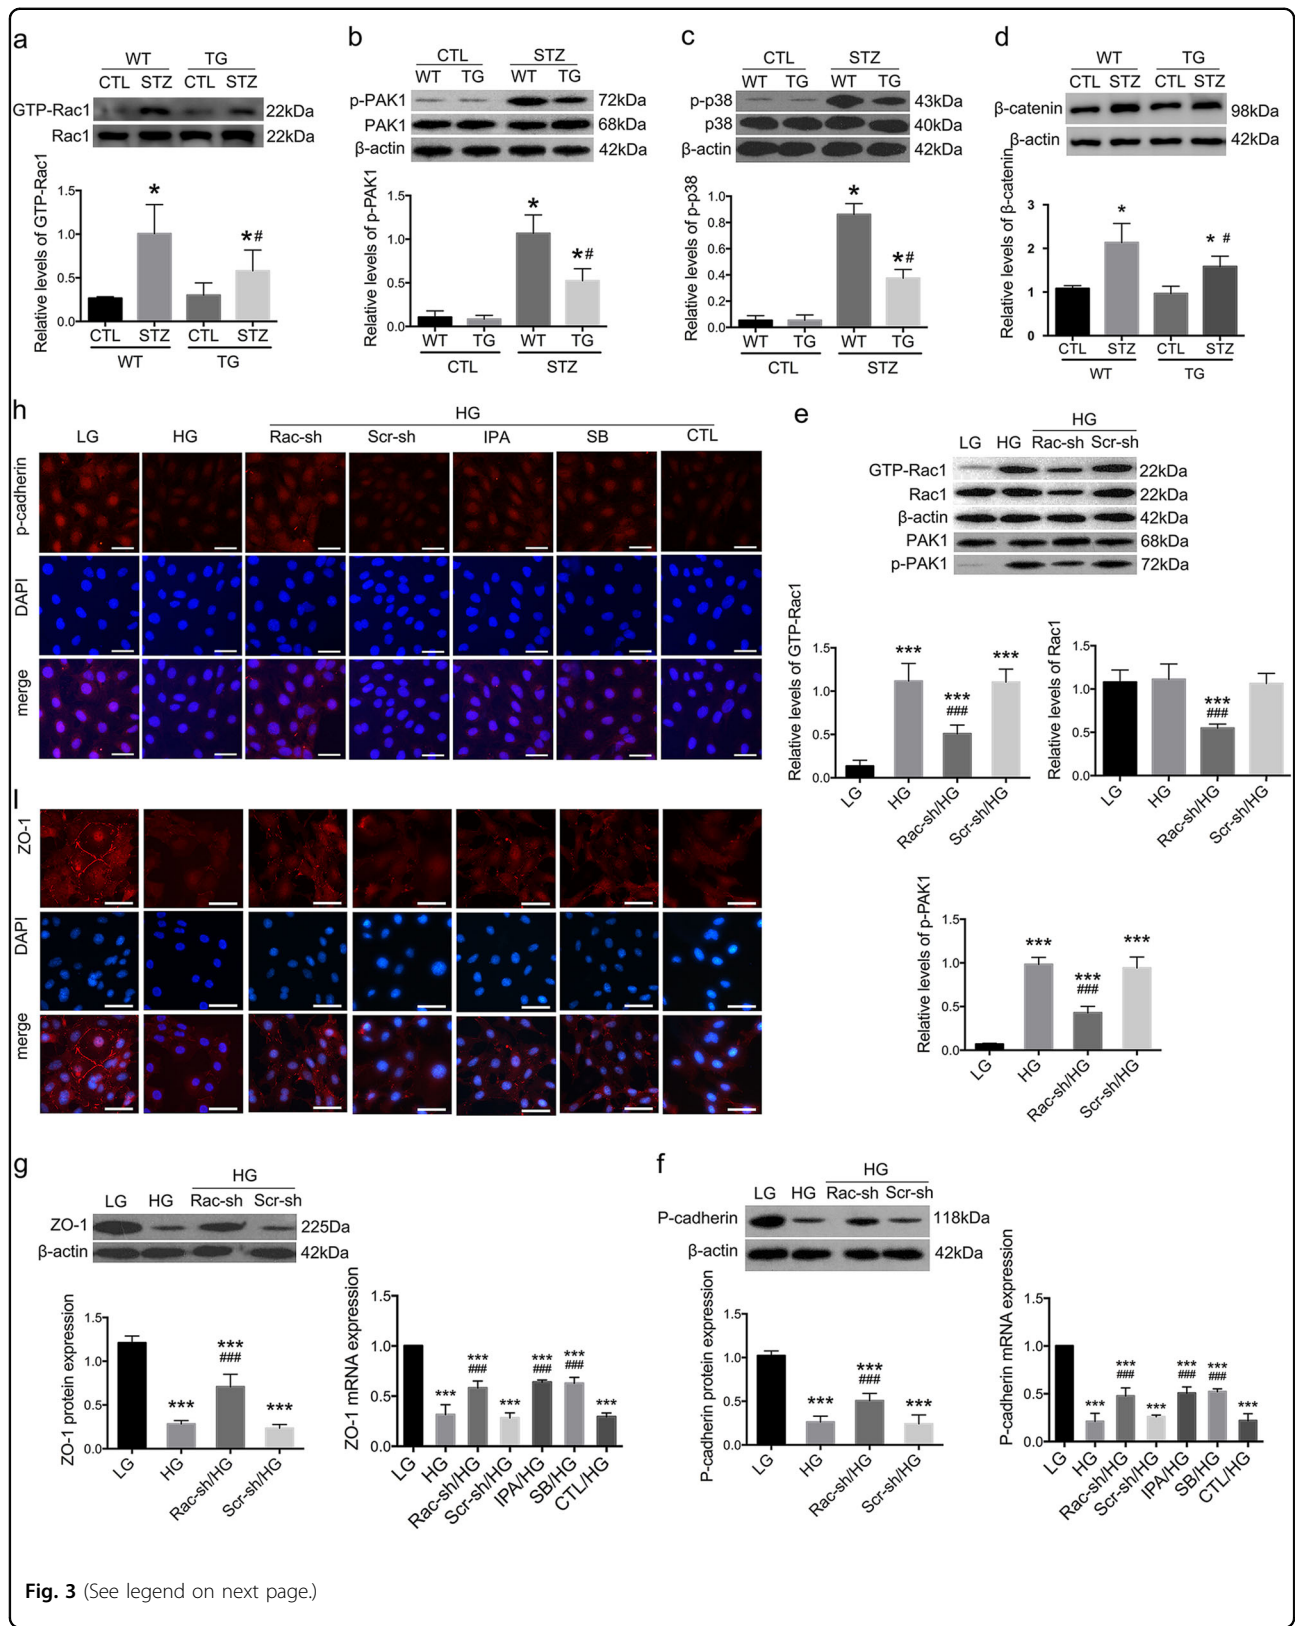 a
WT TG
CTL STZ CTL STZ
GTP-Rac1 22kDa
Rac1 22kDa
Relative levels of GTP-Rac1
1.5
1.0
0.5
0.0
* *#
CTL STZ CTL STZ
WT TG
b
CTL STZ
WT TG WT TG
p-PAK1 72kDa
PAK1 68kDa
β-actin 42kDa
Relative levels of p-PAK1
1.5
1.0
0.5
0.0
* *#
WT TG WT TG
CTL STZ
c
CTL STZ
WT TG WT TG
p-p38 43kDa
p38 40kDa
β-actin 42kDa
Relative levels of p-p38
1.0
0.8
0.6
0.4
0.2
0.0
* *#
WT TG WT TG
CTL STZ
d
WT TG
CTL STZ CTL STZ
β-catenin 98kDa
β-actin 42kDa
Relative levels of β-catenin
3
2
1
0
* * #
CTL STZ CTL STZ
WT TG
h
HG
LG HG Rac-sh Scr-sh IPA SB CTL
p-cadherin
DAPI
merge
l
ZO-1
DAPI
merge
e
HG
LG HG Rac-sh Scr-sh
GTP-Rac1 22kDa
Rac1 22kDa
β-actin 42kDa
PAK1 68kDa
p-PAK1 72kDa
Relative levels of GTP-Rac1
1.5
1.0
0.5
0.0
*** *** ### ***
LG HG Rac-sh/HG Scr-sh/HG
Relative levels of Rac1
1.5
1.0
0.5
0.0
*** ###
LG HG Rac-sh/HG Scr-sh/HG
Relative levels of p-PAK1
1.5
1.0
0.5
0.0
*** *** ### ***
LG HG Rac-sh/HG Scr-sh/HG
g
HG
LG HG Rac-sh Scr-sh
ZO-1 225Da
β-actin 42kDa
ZO-1 protein expression
1.5
1.0
0.5
0.0
*** *** ### ***
LG HG Rac-sh/HG Scr-sh/HG
ZO-1 mRNA expression
1.5
1.0
0.5
0.0
*** *** ### *** *** ### *** ### ***
LG HG Rac-sh/HG Scr-sh/HG IPA/HG SB/HG CTL/HG
f
HG
LG HG Rac-sh Scr-sh
P-cadherin 118kDa
β-actin 42kDa
P-cadherin protein expression
1.5
1.0
0.5
0.0
*** *** ### ***
LG HG Rac-sh/HG Scr-sh/HG
P-cadherin mRNA expression
1.5
1.0
0.5
0.0
*** *** ### *** *** ### *** ### ***
LG HG Rac-sh/HG Scr-sh/HG IPA/HG SB/HG CTL/HG
Fig. 3 (See legend on next page.)